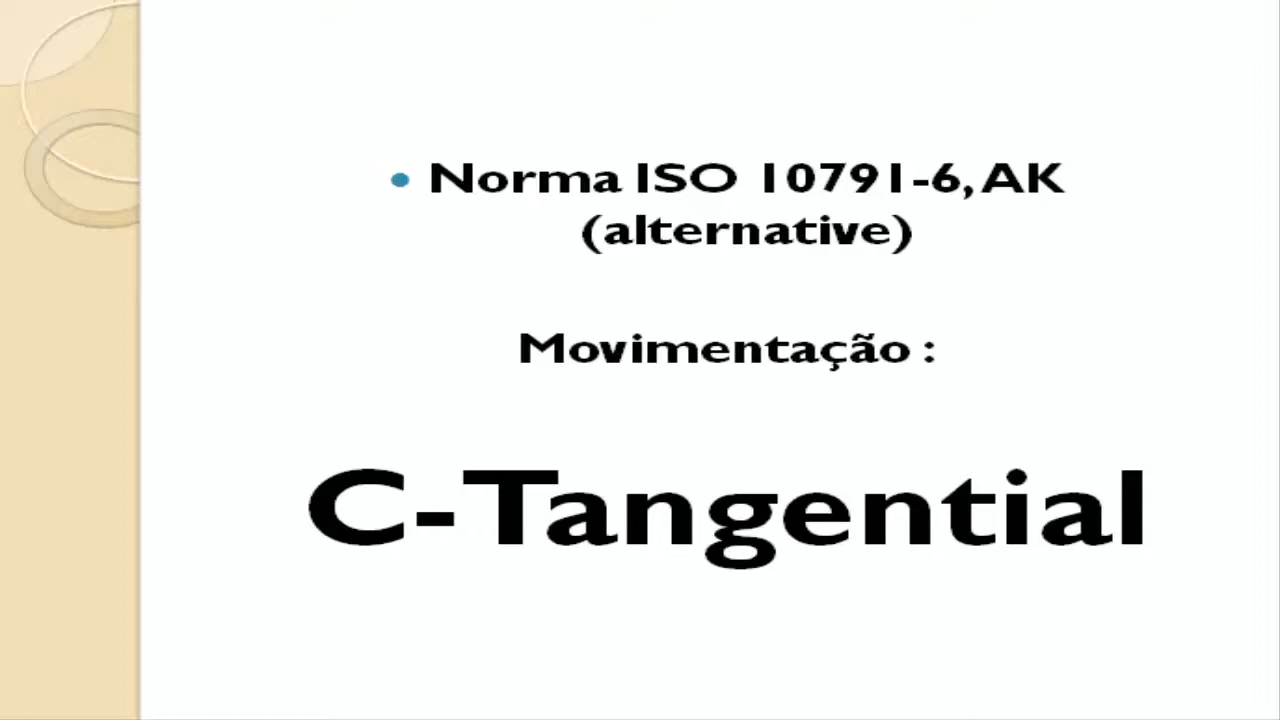 • Norma ISO 10791-6, AK
(alternative)
Movimentação :
C-Tangential